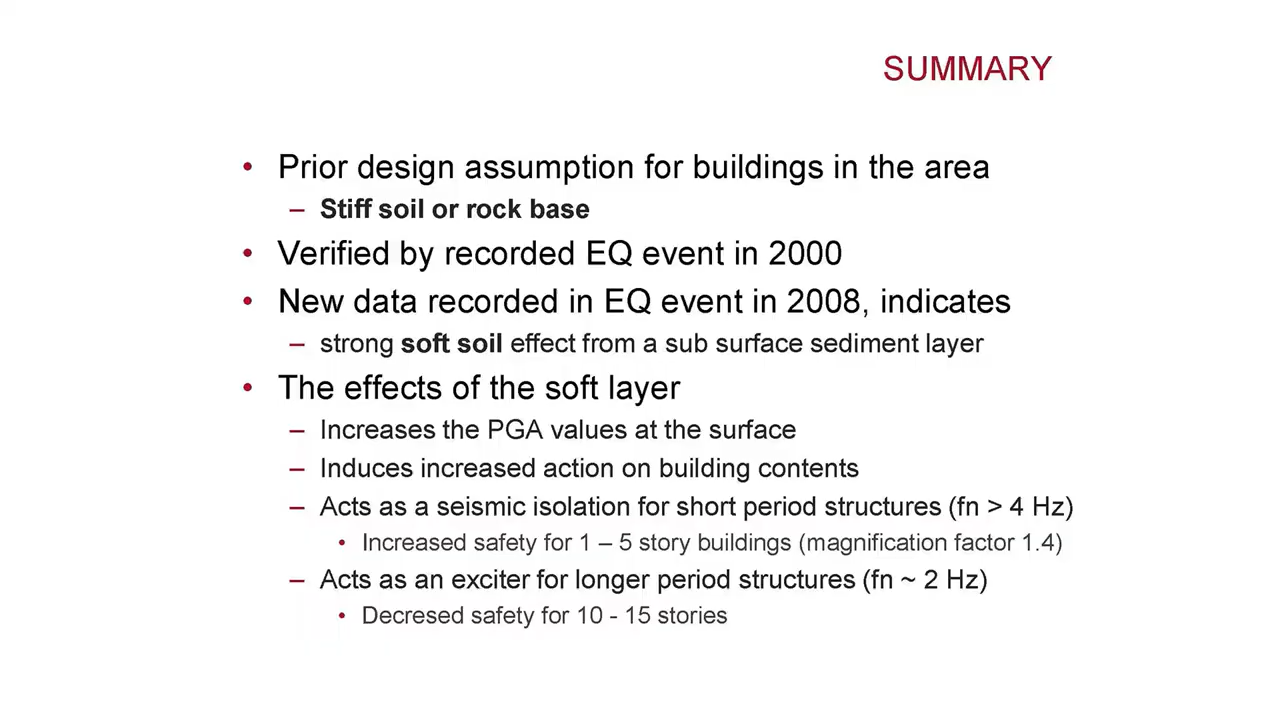 SUMMARY
• Prior design assumption for buildings in the area
– Stiff soil or rock base
• Verified by recorded EQ event in 2000
• New data recorded in EQ event in 2008, indicates
– strong soft soil effect from a sub surface sediment layer
• The effects of the soft layer
– Increases the PGA values at the surface
– Induces increased action on building contents
– Acts as a seismic isolation for short period structures (fn > 4 Hz)
• Increased safety for 1 – 5 story buildings (magnification factor 1.4)
– Acts as an exciter for longer period structures (fn ~ 2 Hz)
• Decresed safety for 10 - 15 stories